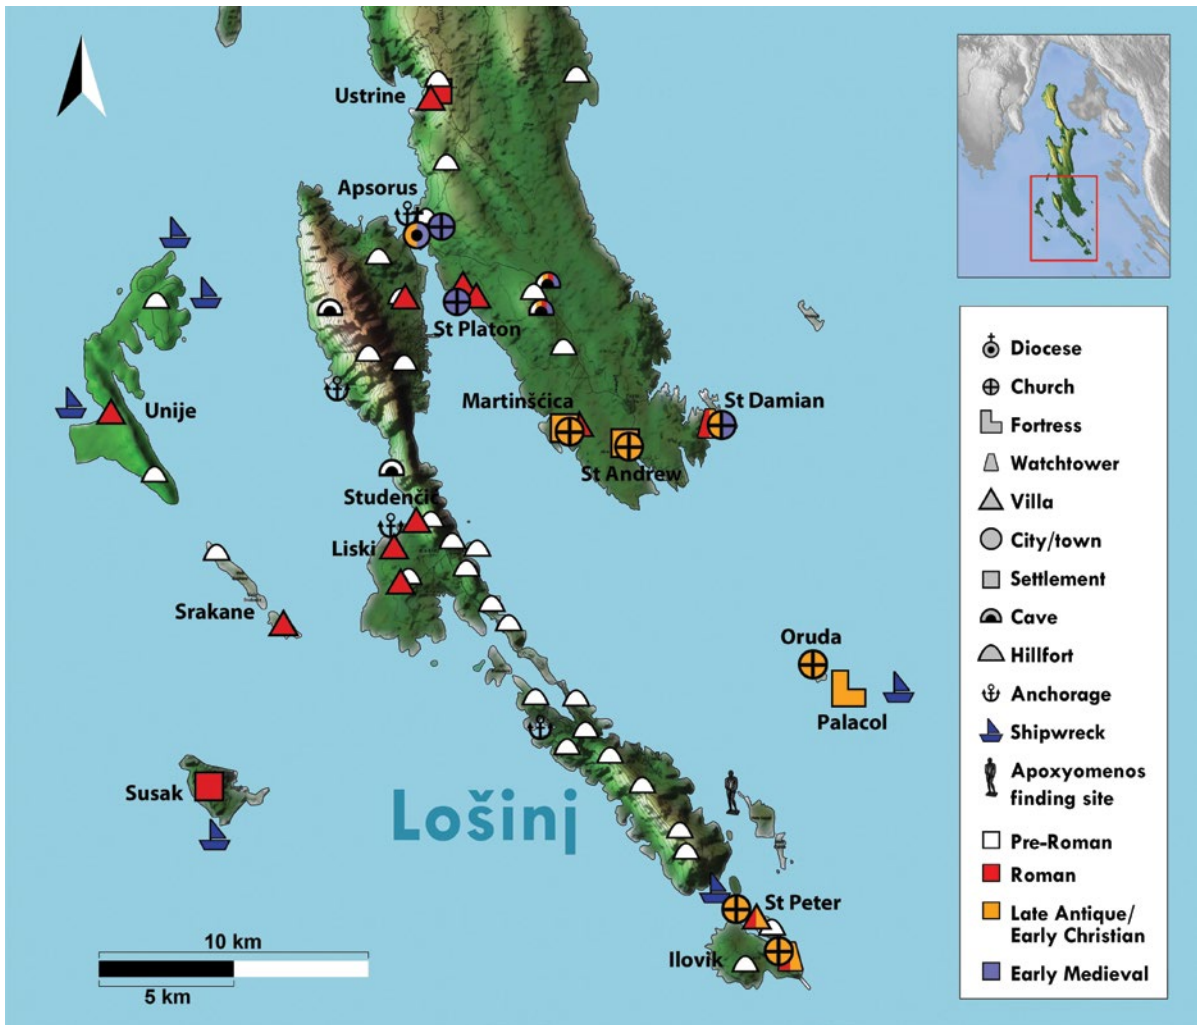 Ustrine
Apsorus
St Platon
Unije
Martinšćica
St Damian
St Andrew
Studenčić
Liski
Srakane
Oruda
Palacol
Susak
Lošinj
St Peter
Ilovik
10 km
5 km
Diocese
Church
Fortress
Watchtower
Villa
City/town
Settlement
Cave
Hillfort
Anchorage
Shipwreck
Apoxyomenos
finding site
Pre-Roman
Roman
Late Antique/
Early Christian
Early Medieval